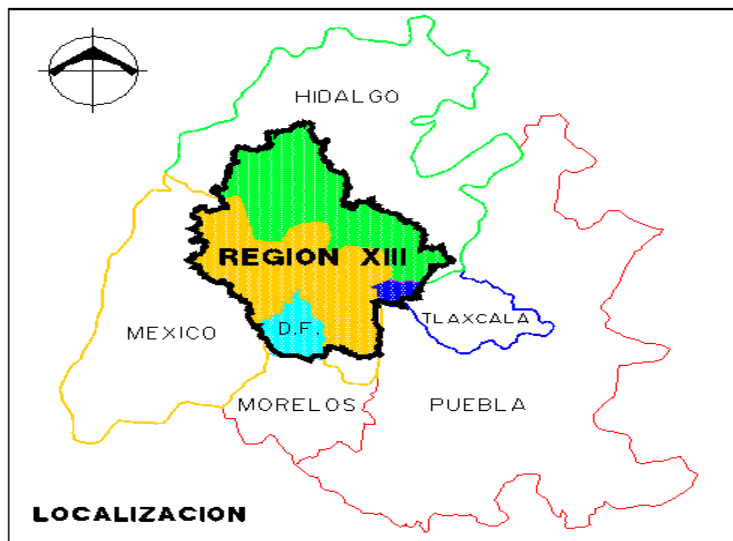 HIDALGO
REGION XIII
MEXICO
D.F.
TLAXCALA
MORELOS
PUEBLA
LOCALIZACION